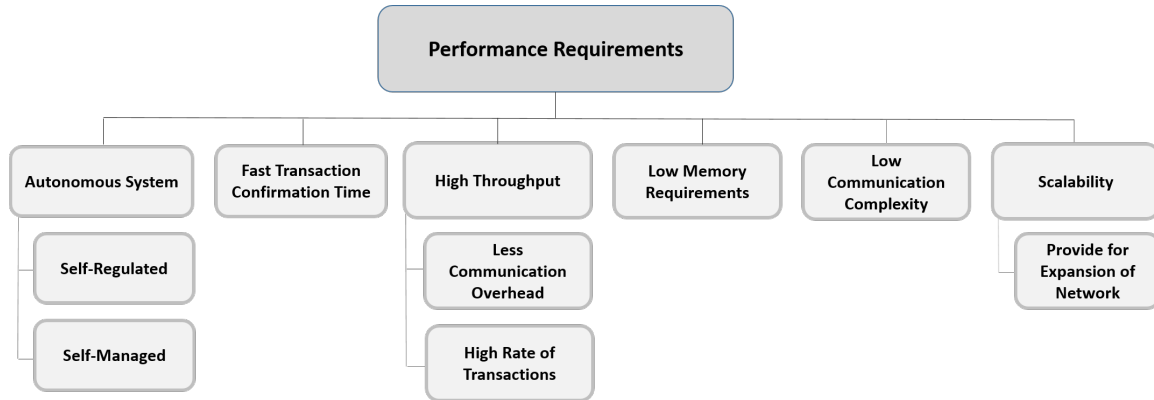 Performance Requirements
Autonomous System
Fast Transaction
Confirmation Time
High Throughput
Low Memory
Requirements
Low
Communication
Complexity
Scalability
Self-Regulated
Self-Managed
Less
Communication
Overhead
High Rate of
Transactions
Provide for
Expansion of
Network